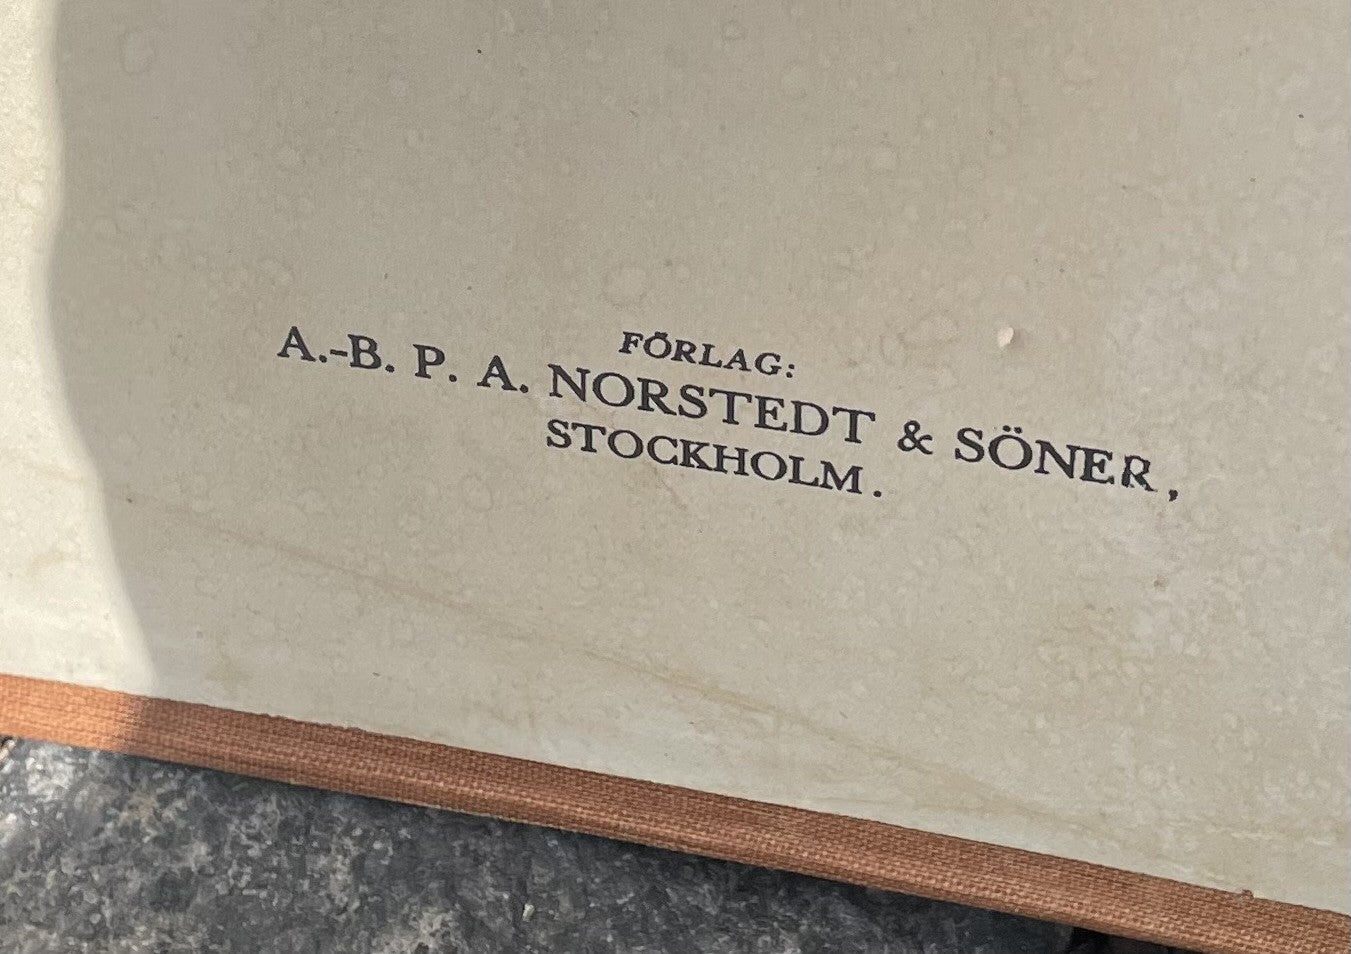 FÖRLAG:
A.-B. P. A. NORSTEDT & SÖNER,
STOCKHOLM.